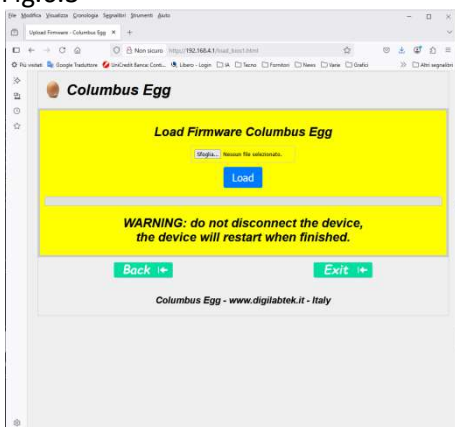 File Modifica Visualizza Cronologia Segnalibri Strumenti Aiuto
Upload Firmware - Columbus Egg
Non sicuro https://192.168.4.1/load_bios1.html
Più visitati Google Traduttore UniCredit Banca: Cont... Libero - Login IA Tecno Fornitori News Varie Grafici Altri segnalibri
Columbus Egg
Load Firmware Columbus Egg
Sfoglia... Nessun file selezionato.
Load
WARNING: do not disconnect the device,
the device will restart when finished.
Back Exit
Columbus Egg - www.digilabtek.it - Italy